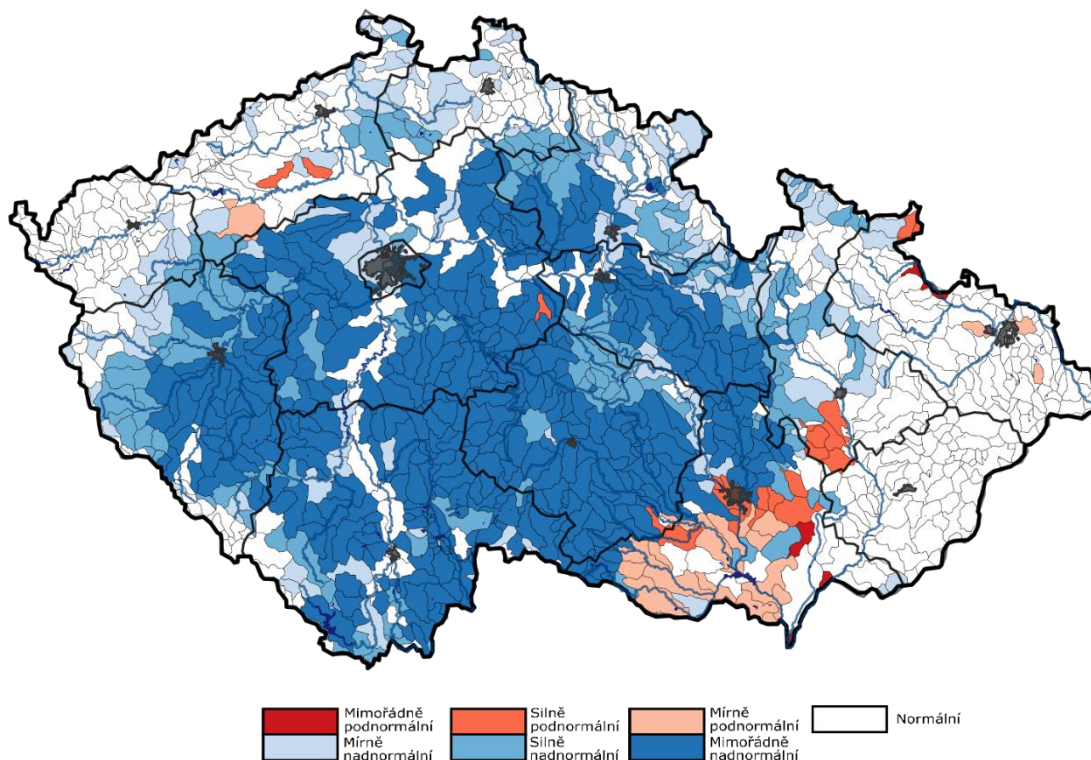 Mimořádně
podnormální
Silně
podnormální
Mírně
podnormální
Normální
Mírně
nadnormální
Silně
nadnormální
Mimořádně
nadnormální